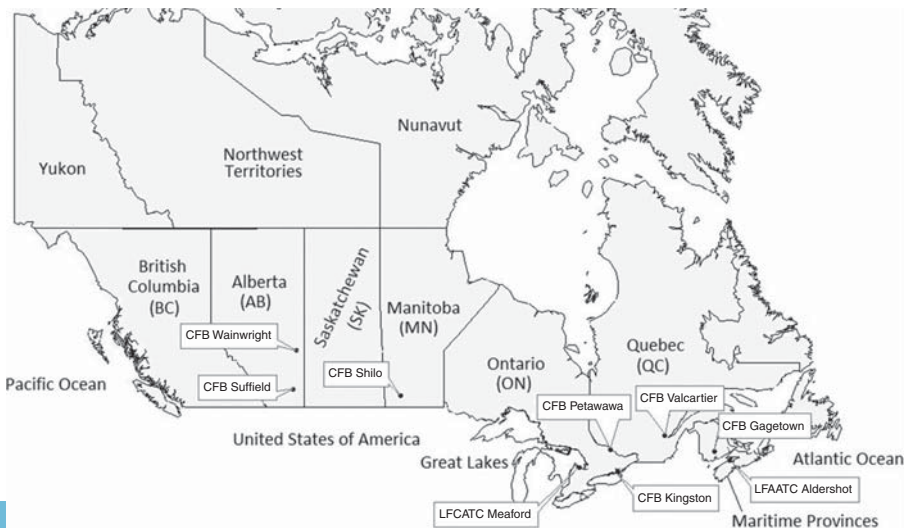 Nunavut
Yukon
Northwest
Territories
British
Columbia
(BC)
Alberta
(AB)
Saskatchewan
(SK)
Manitoba
(MN)
CFB Wainwright
CFB Suffield
CFB Shilo
Ontario
(ON)
Quebec
(QC)
Pacific Ocean
CFB Petawawa
CFB Valcartier
CFB Gagetown
United States of America
Great Lakes
Atlantic Ocean
LFCATC Meaford
CFB Kingston
LFAATC Aldershot
Maritime Provinces